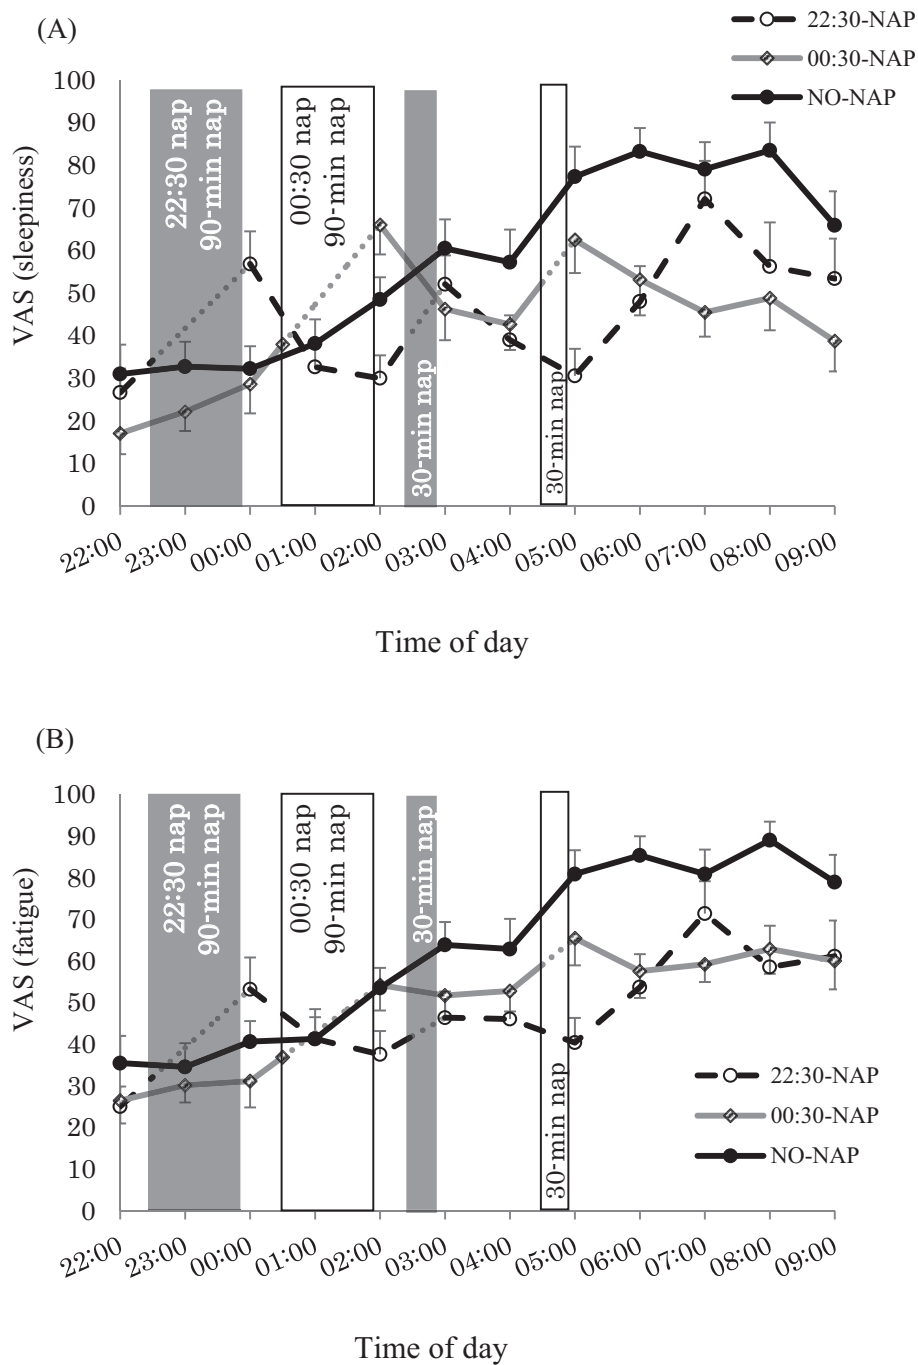 (A)
22:30-NAP
00:30-NAP
NO-NAP
VAS (sleepiness)
100
90
80
70
60
50
40
30
20
10
0
22:30 nap
90-min nap
00:30 nap
90-min nap
30-min nap
30-min nap
22:00
23:00
00:00
01:00
02:00
03:00
04:00
05:00
06:00
07:00
08:00
09:00
Time of day
(B)
VAS (fatigue)
100
90
80
70
60
50
40
30
20
10
0
22:30 nap
90-min nap
00:30 nap
90-min nap
30-min nap
30-min nap
22:30-NAP
00:30-NAP
NO-NAP
22:00
23:00
00:00
01:00
02:00
03:00
04:00
05:00
06:00
07:00
08:00
09:00
Time of day